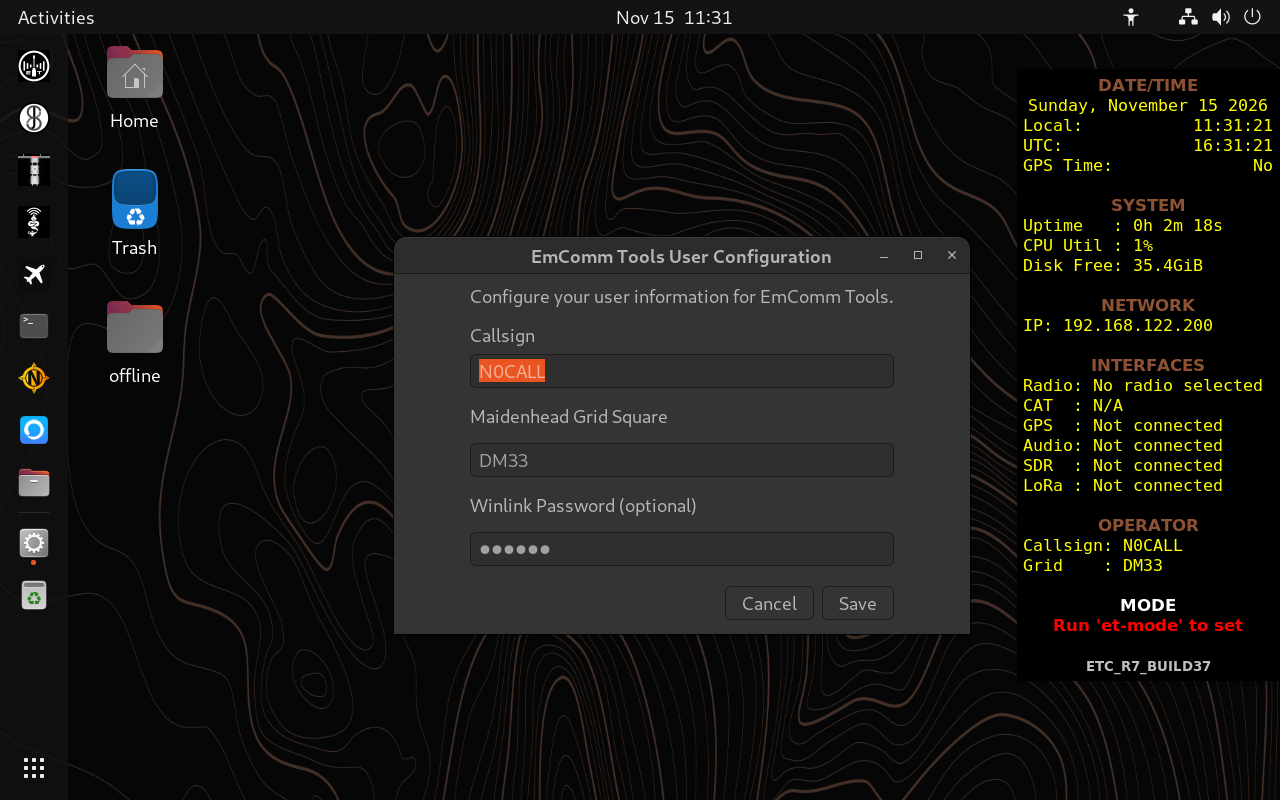 Activities
Nov 15 11:31
Home
Trash
offline
EmComm Tools User Configuration
Configure your user information for EmComm Tools.
Callsign
N0CALL
Maidenhead Grid Square
DM33
Winlink Password (optional)
●●●●●●
Cancel
Save
DATE/TIME
Sunday, November 15 2026
Local: 11:31:21
UTC: 16:31:21
GPS Time: No
SYSTEM
Uptime : 0h 2m 18s
CPU Util : 1%
Disk Free: 35.4GiB
NETWORK
IP: 192.168.122.200
INTERFACES
Radio: No radio selected
CAT : N/A
GPS : Not connected
Audio: Not connected
SDR : Not connected
LoRa : Not connected
OPERATOR
Callsign: N0CALL
Grid : DM33
MODE
Run 'et-mode' to set
ETC_R7_BUILD37